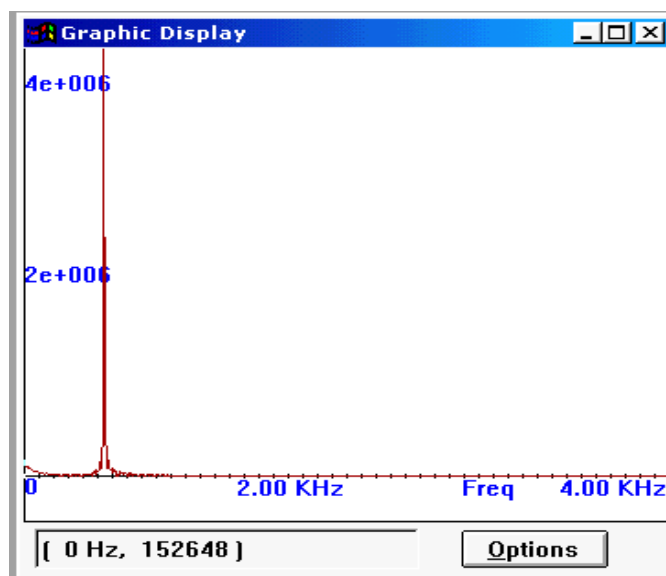 Graphic Display
4e+006
2e+006
0 2.00 KHz Freq 4.00 KHz
[ 0 Hz, 152648 ] Options